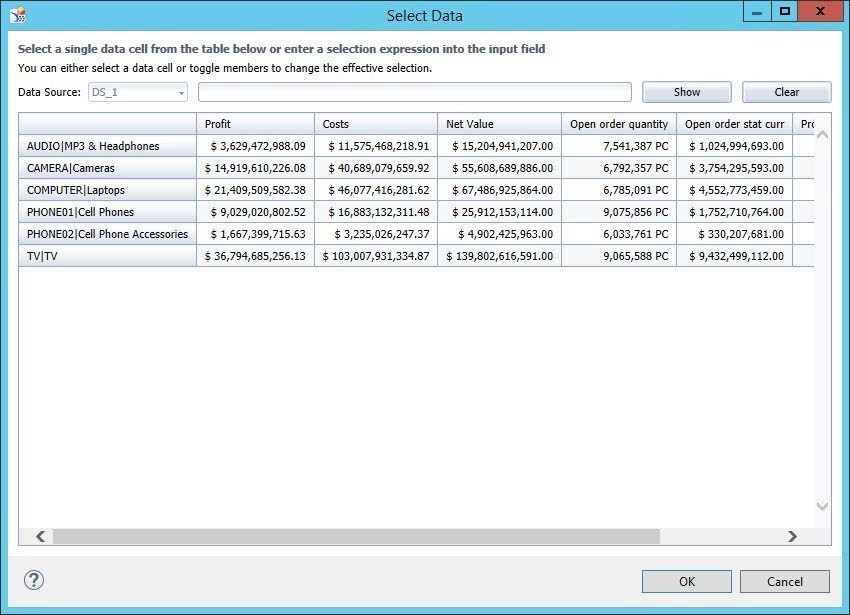 Select Data
Select a single data cell from the table below or enter a selection expression into the input field
You can either select a data cell or toggle members to change the effective selection.
Data Source: DS_1 Show Clear
Profit Costs Net Value Open order quantity Open order stat curr Pro
AUDIO|MP3 & Headphones $ 3,629,472,988.09 $ 11,575,468,218.91 $ 15,204,941,207.00 7,541,387 PC $ 1,024,994,693.00
CAMERA|Cameras $ 14,919,610,226.08 $ 40,689,079,659.92 $ 55,608,689,886.00 6,792,357 PC $ 3,754,295,593.00
COMPUTER|Laptops $ 21,409,509,582.38 $ 46,077,416,281.62 $ 67,486,925,864.00 6,785,091 PC $ 4,552,773,459.00
PHONE01|Cell Phones $ 9,029,020,802.52 $ 16,883,132,311.48 $ 25,912,153,114.00 9,075,856 PC $ 1,752,710,764.00
PHONE02|Cell Phone Accessories $ 1,667,399,715.63 $ 3,235,026,247.37 $ 4,902,425,963.00 6,033,761 PC $ 330,207,681.00
TV|TV $ 36,794,685,256.13 $ 103,007,931,334.87 $ 139,802,616,591.00 9,065,588 PC $ 9,432,499,112.00
? OK Cancel